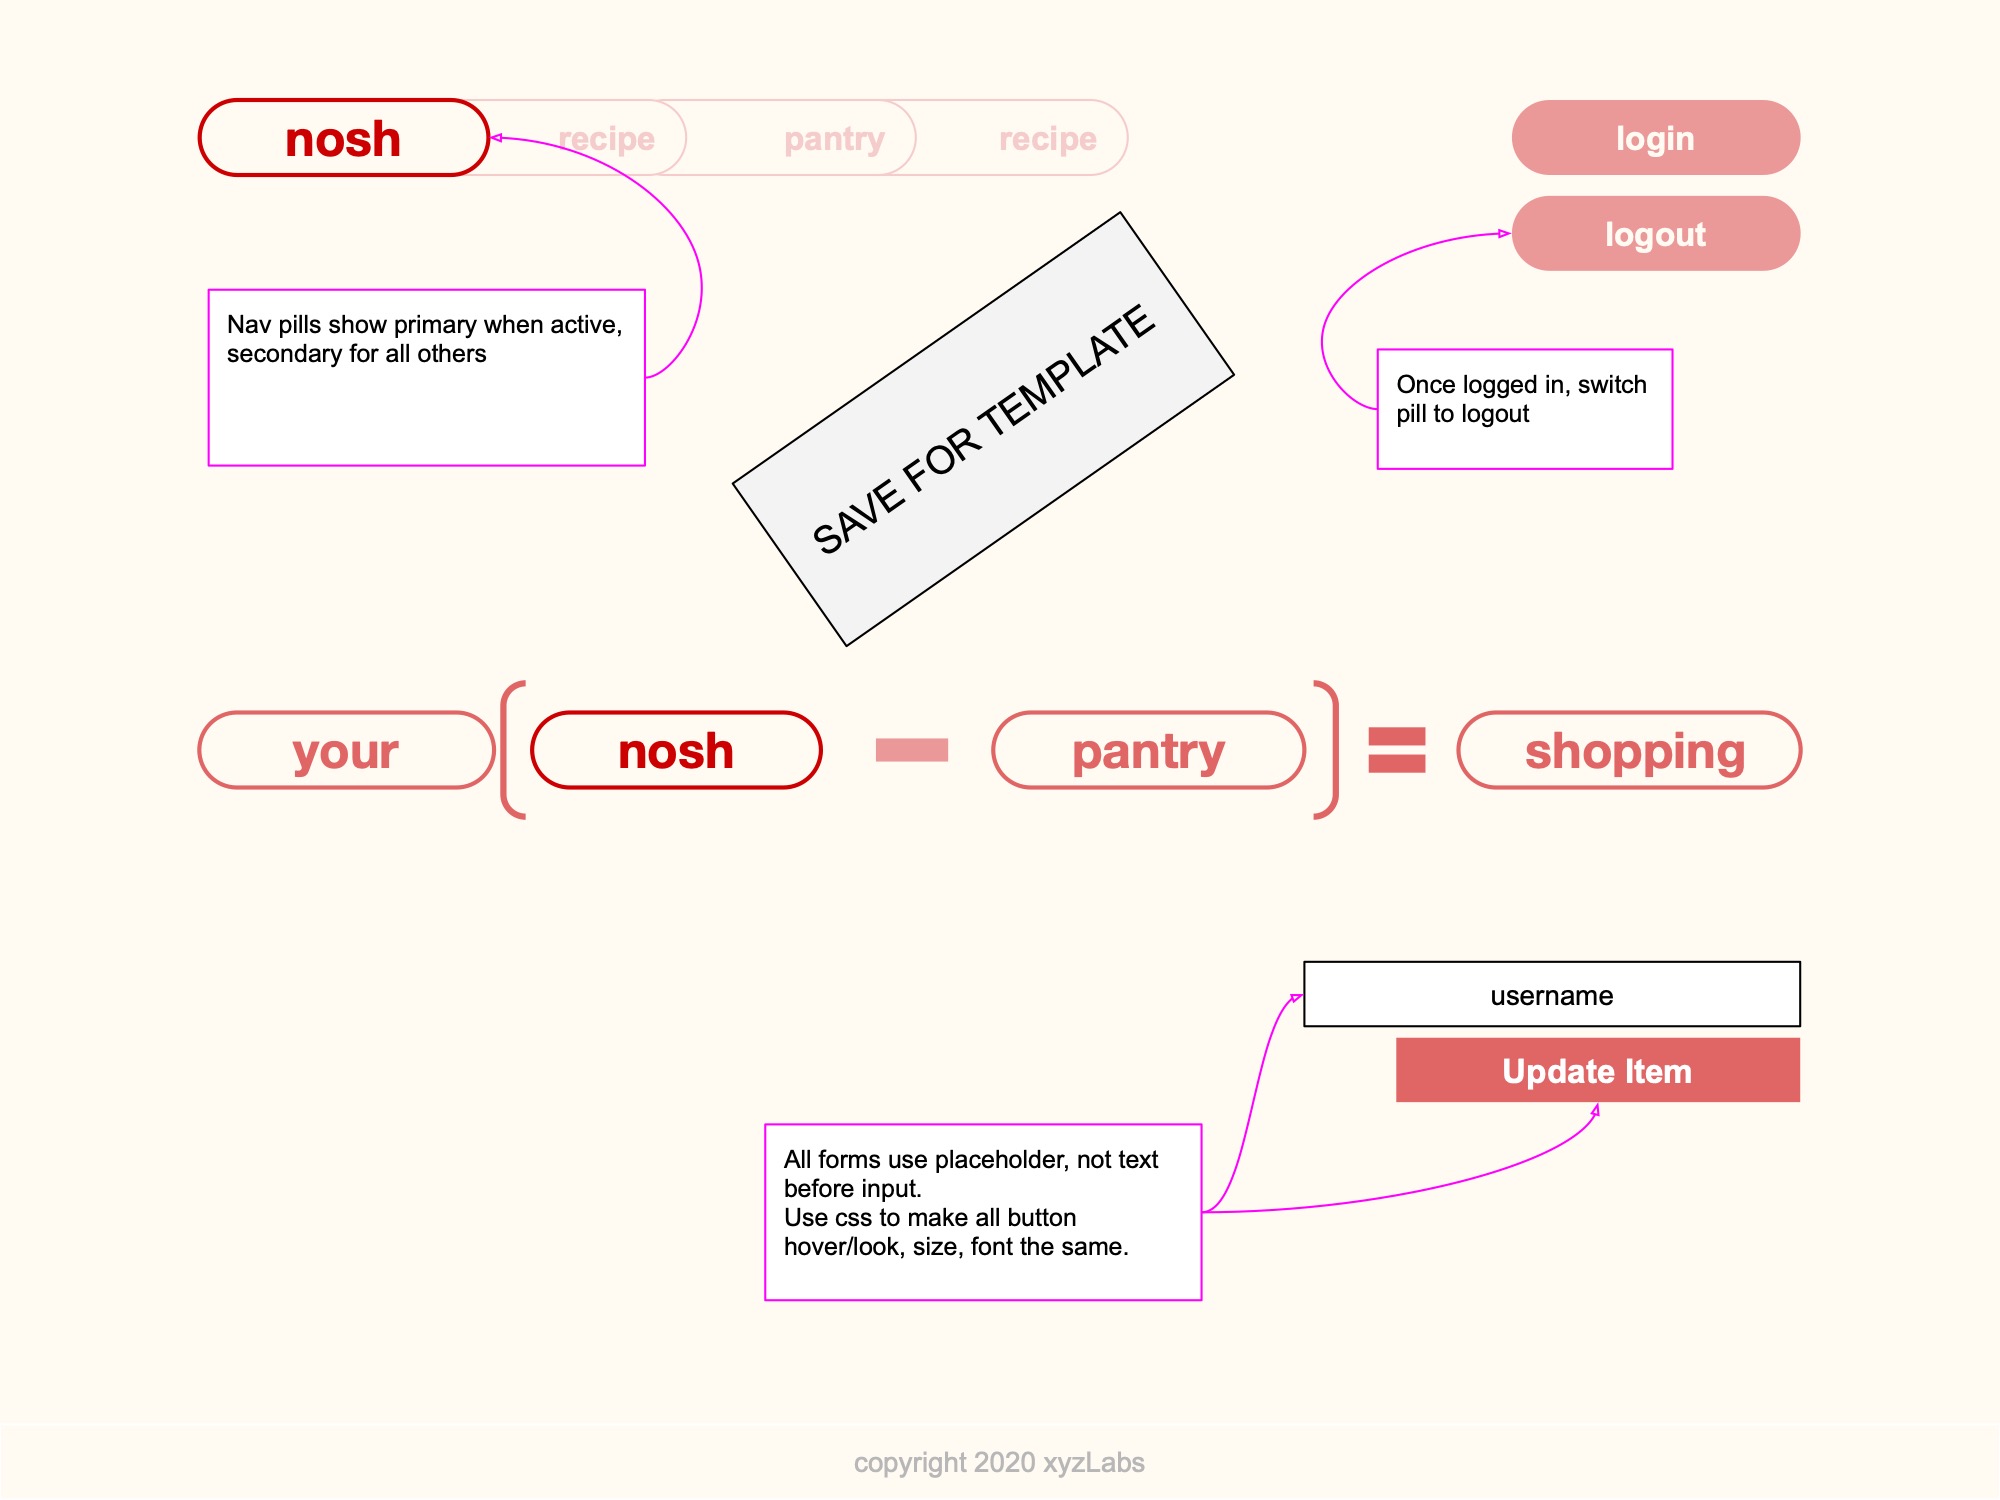 nosh
recipe
pantry
recipe
login
logout
Nav pills show primary when active,
secondary for all others
SAVE FOR TEMPLATE
Once logged in, switch
pill to logout
your
nosh
pantry
shopping
username
Update Item
All forms use placeholder, not text
before input.
Use css to make all button
hover/look, size, font the same.
copyright 2020 xyzLabs